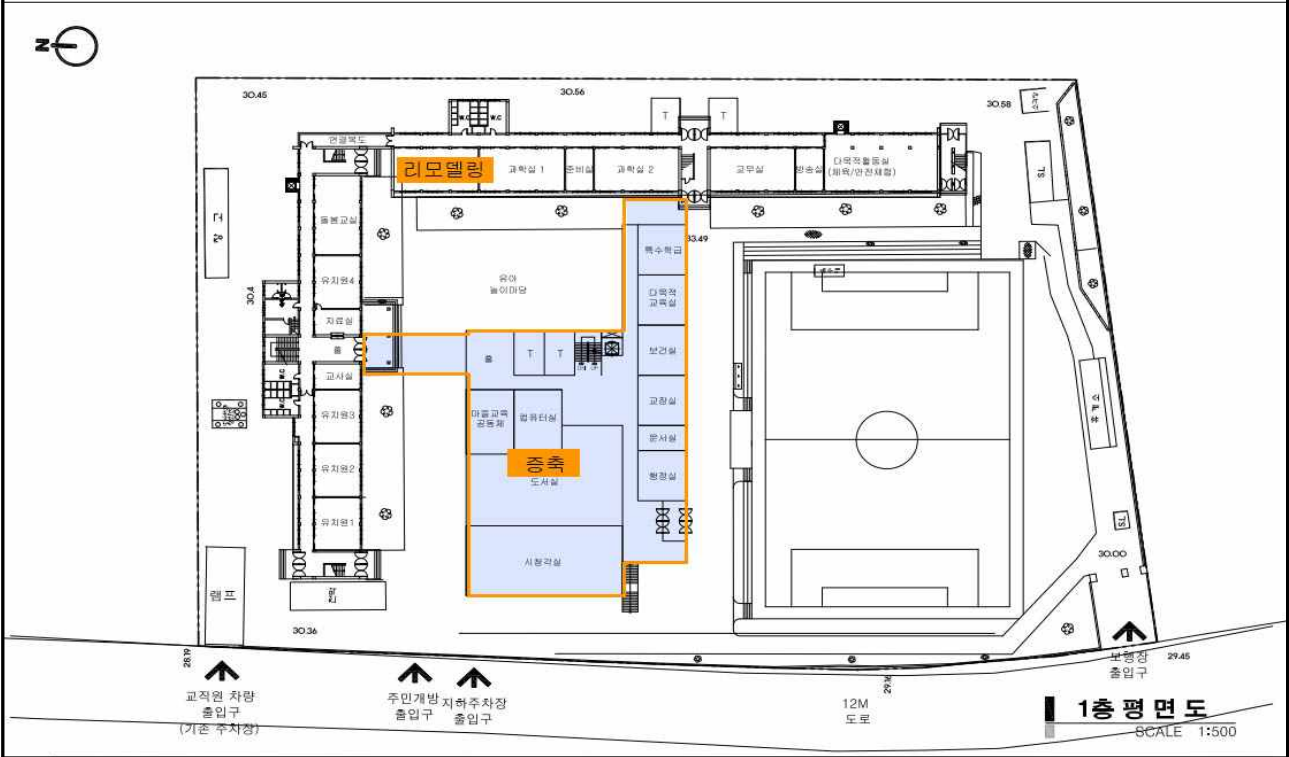 N
30.45
30.56
30.58
W.C
W.C
T
T
연결복도
리모델링
과학실 1
준비실
과학실 2
교무실
방송실
다목적활동실
(체육/안전체험)
돌봄교실
33.49
특수학급
유치원4
유아
놀이마당
다목적
교육실
30.4
자료실
홀
홀
T
T
보건실
교사실
W.C
유치원3
마을교육
공동체
컴퓨터실
교장실
문서실
유치원2
증축
도서실
행정실
유치원1
시청각실
30.00
램프
30.36
28.19
29.16
29.45
교직원 차량
출입구
(기존 주차장)
주민개방
출입구
지하주차장
출입구
12M
도로
보행장
출입구
1층평면도
SCALE 1:500